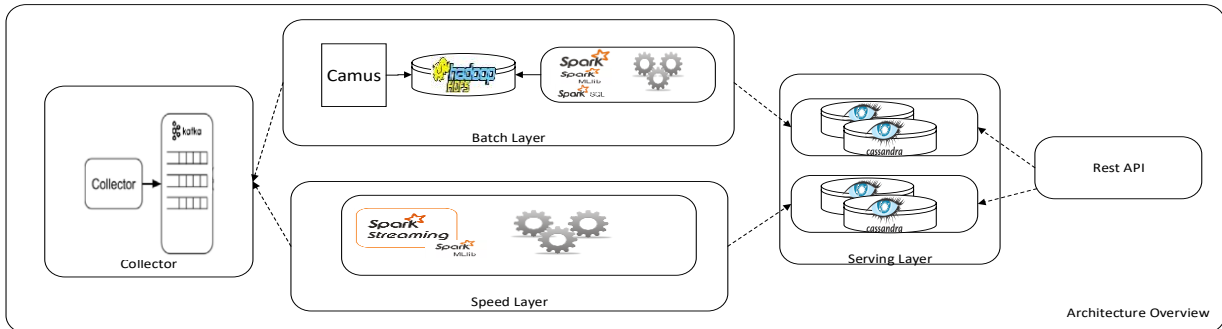 Camus
hadoop
HDFS
Spark
Spark
MLlib
Spark SQL
Batch Layer
kafka
Collector
Collector
Spark
Streaming
Spark
MLlib
Speed Layer
cassandra
cassandra
Serving Layer
Rest API
Architecture Overview